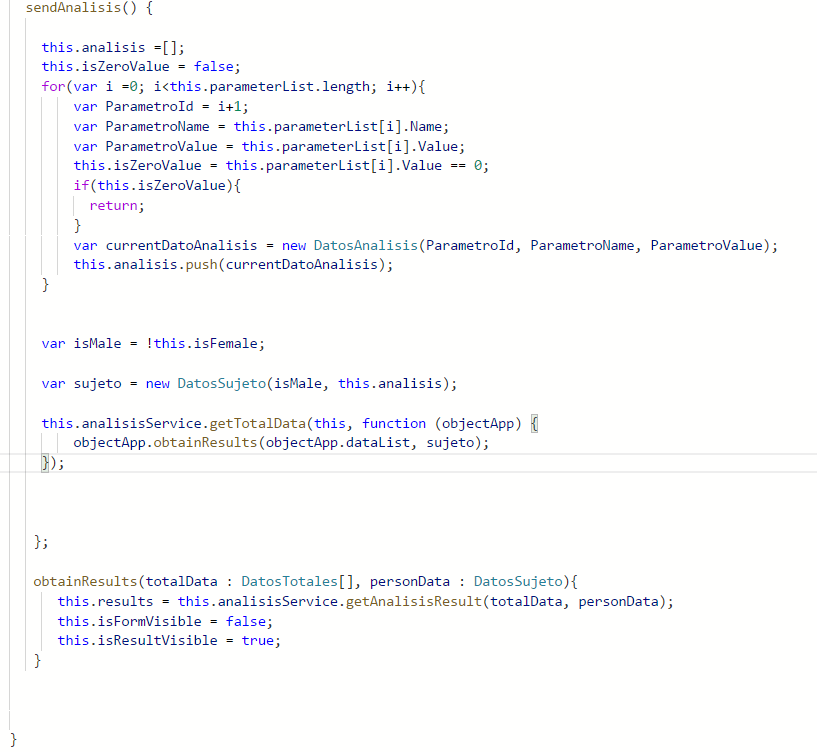 sendAnalisis() {
this.analisis =[];
this.isZeroValue = false;
for(var i =0; i<this.parameterList.length; i++){
var ParametroId = i+1;
var ParametroName = this.parameterList[i].Name;
var ParametroValue = this.parameterList[i].Value;
this.isZeroValue = this.parameterList[i].Value == 0;
if(this.isZeroValue){
return;
}
var currentDatoAnalisis = new DatosAnalisis(ParametroId, ParametroName, ParametroValue);
this.analisis.push(currentDatoAnalisis);
}
var isMale = !this.isFemale;
var sujeto = new DatosSujeto(isMale, this.analisis);
this.analisisService.getTotalData(this, function (objectApp) {
objectApp.obtainResults(objectApp.dataList, sujeto);
});
};
obtainResults(totalData : DatosTotales[], personData : DatosSujeto){
this.results = this.analisisService.getAnalisisResult(totalData, personData);
this.isFormVisible = false;
this.isResultVisible = true;
}
}